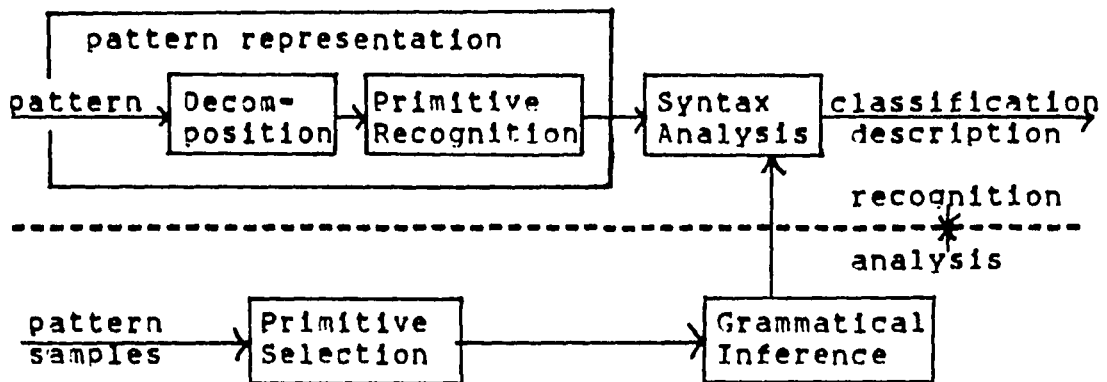 pattern representation
pattern
Decom-
position
Primitive
Recognition
Syntax
Analysis
classification
description
recognition
analysis
pattern
samples
Primitive
Selection
Grammatical
Inference